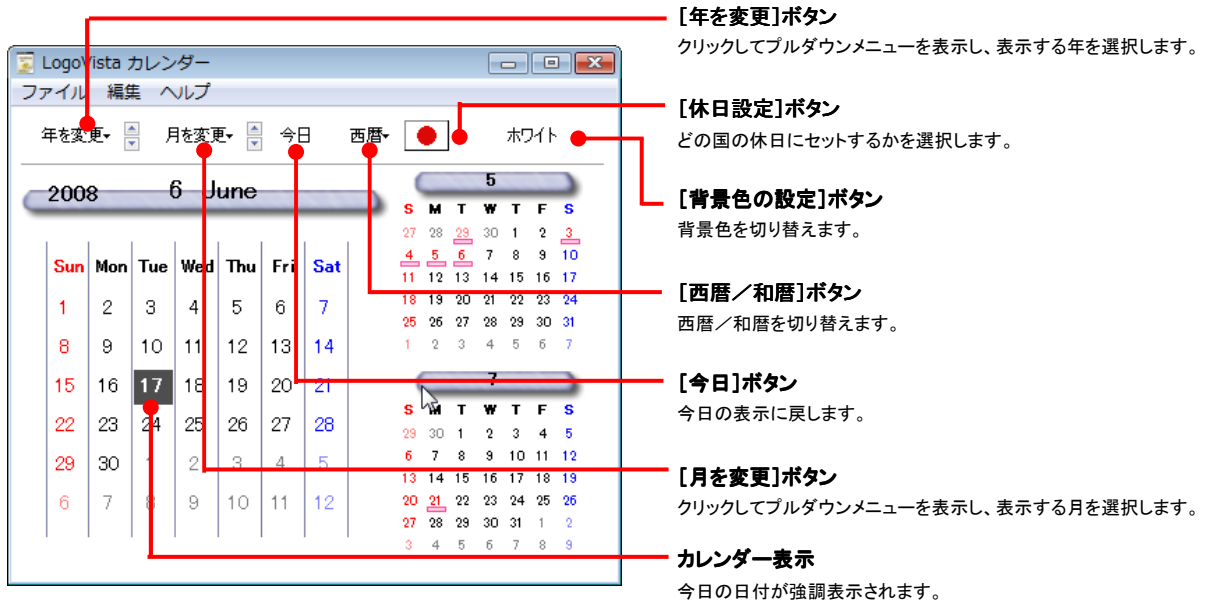 LogoVista カレンダー
ファイル 編集 ヘルプ
年を変更 月を変更 今日 西暦 ホワイト
2008 6 June
Sun Mon Tue Wed Thu Fri Sat
1 2 3 4 5 6 7
8 9 10 11 12 13 14
15 16 17 18 19 20 21
22 23 24 25 26 27 28
29 30 1 2 3 4 5
6 7 8 9 10 11 12
5
S M T W T F S
27 28 29 30 1 2 3
4 5 6 7 8 9 10
11 12 13 14 15 16 17
18 19 20 21 22 23 24
25 26 27 28 29 30 31
1 2 3 4 5 6 7
7
S M T W T F S
29 30 1 2 3 4 5
6 7 8 9 10 11 12
13 14 15 16 17 18 19
20 21 22 23 24 25 26
27 28 29 30 31 1 2
3 4 5 6 7 8 9
[年を変更]ボタン
クリックしてプルダウンメニューを表示し、表示する年を選択します。
[休日設定]ボタン
どの国の休日にセットするかを選択します。
[背景色の設定]ボタン
背景色を切り替えます。
[西暦／和暦]ボタン
西暦／和暦を切り替えます。
[今日]ボタン
今日の表示に戻します。
[月を変更]ボタン
クリックしてプルダウンメニューを表示し、表示する月を選択します。
カレンダー表示
今日の日付が強調表示されます。